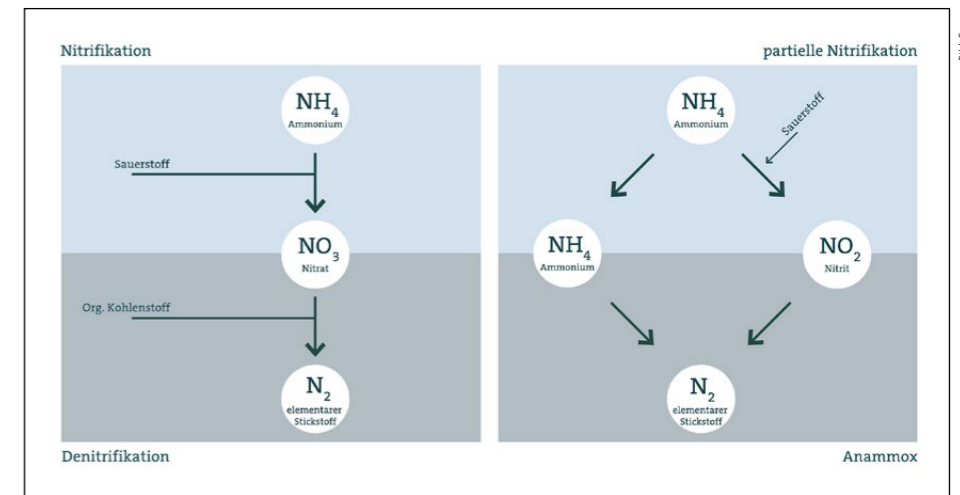 Nitrifikation
NH4
Ammonium
Sauerstoff
NO3
Nitrat
Org. Kohlenstoff
N2
elementarer
Stickstoff
Denitrifikation
partielle Nitrifikation
NH4
Ammonium
Sauerstoff
NH4
Ammonium
NO2
Nitrit
N2
elementarer
Stickstoff
Anammox